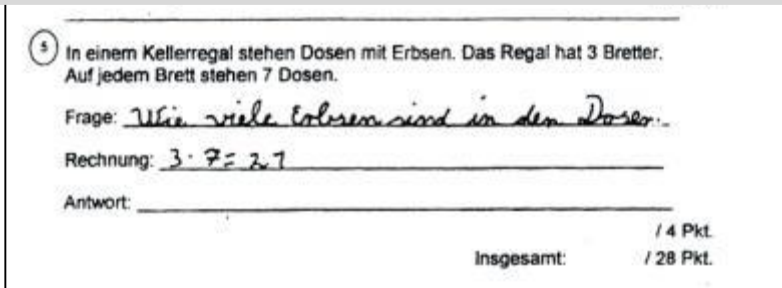 5 In einem Kellerregal stehen Dosen mit Erbsen. Das Regal hat 3 Bretter.
Auf jedem Brett stehen 7 Dosen.
Frage: Wie viele Erbsen sind in den Dosen.
Rechnung: 3 · 7 = 21
Antwort:
/ 4 Pkt.
Insgesamt: / 28 Pkt.